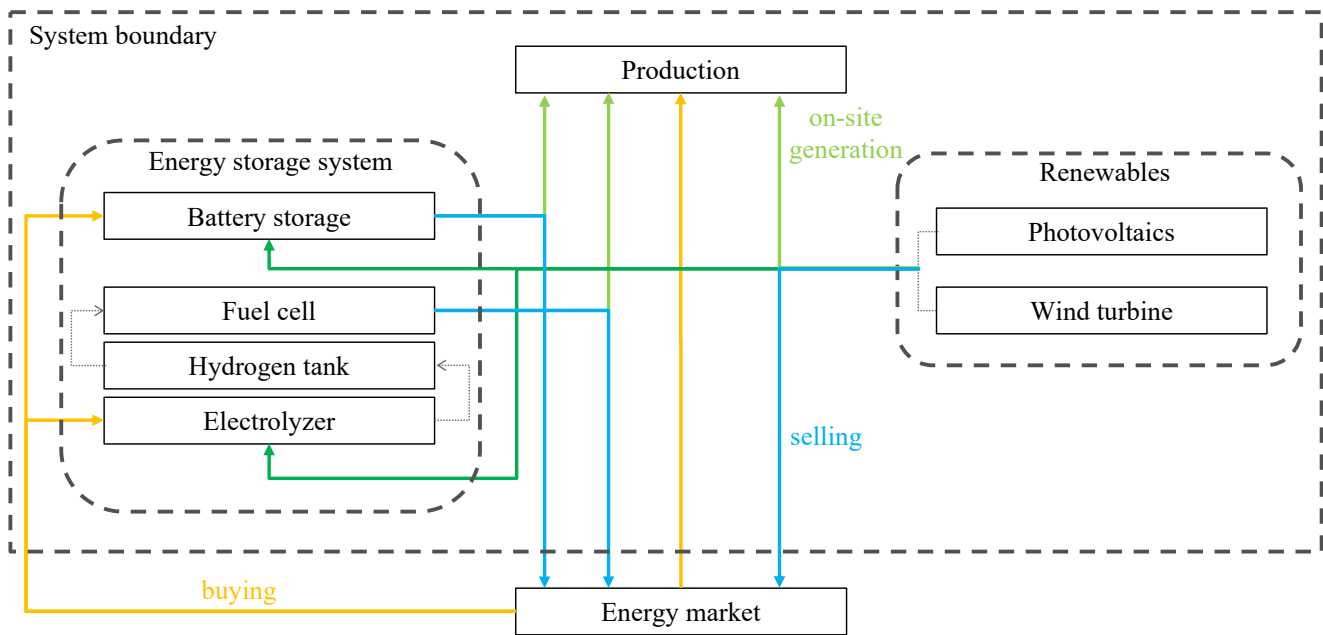 System boundary
Production
on-site
generation
Energy storage system
Renewables
Battery storage
Photovoltaics
Fuel cell
Wind turbine
Hydrogen tank
Electrolyzer
selling
buying
Energy market